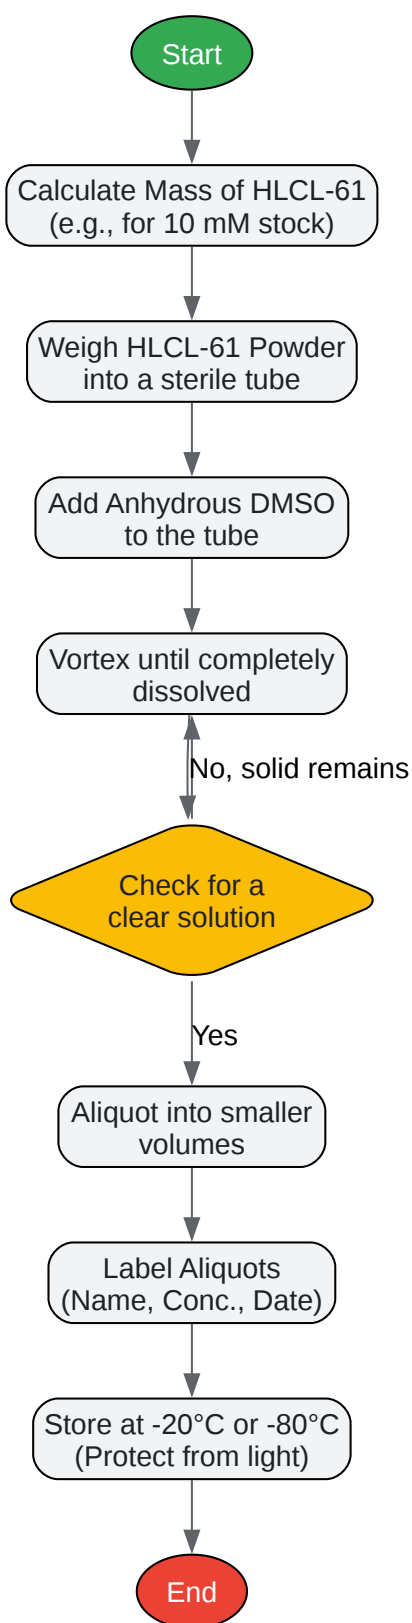 Start
Calculate Mass of HLCL-61
(e.g., for 10 mM stock)
Weigh HLCL-61 Powder
into a sterile tube
Add Anhydrous DMSO
to the tube
Vortex until completely
dissolved
No, solid remains
Check for a
clear solution
Yes
Aliquot into smaller
volumes
Label Aliquots
(Name, Conc., Date)
Store at -20°C or -80°C
(Protect from light)
End